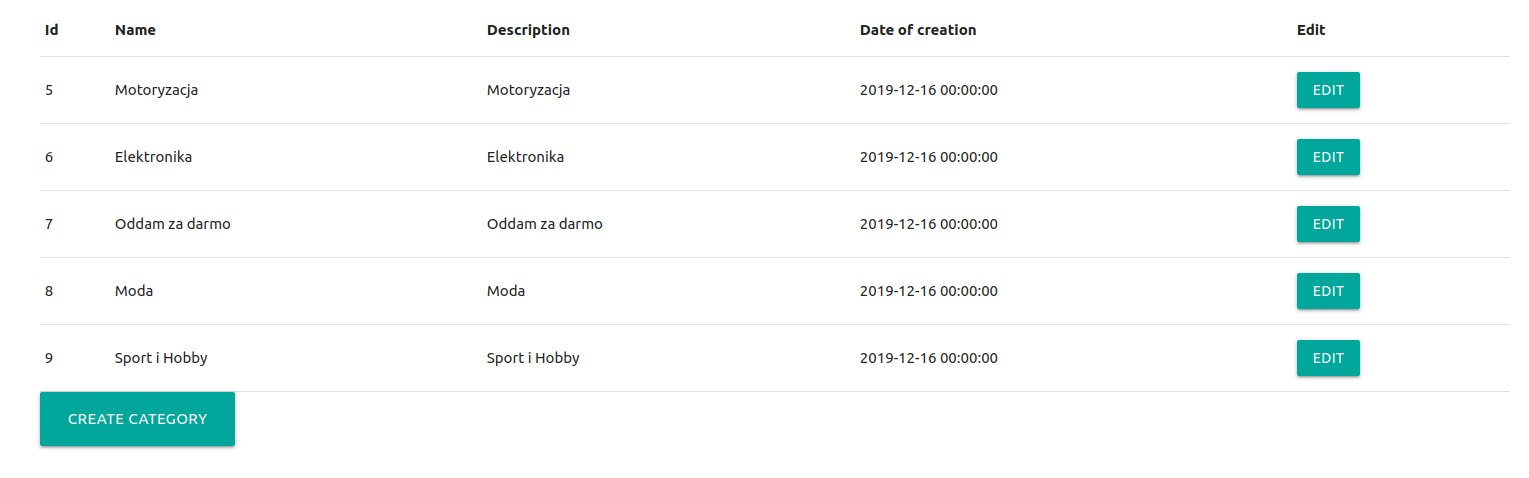 Id Name Description Date of creation Edit
5 Motoryzacja Motoryzacja 2019-12-16 00:00:00 EDIT
6 Elektronika Elektronika 2019-12-16 00:00:00 EDIT
7 Oddam za darmo Oddam za darmo 2019-12-16 00:00:00 EDIT
8 Moda Moda 2019-12-16 00:00:00 EDIT
9 Sport i Hobby Sport i Hobby 2019-12-16 00:00:00 EDIT
CREATE CATEGORY